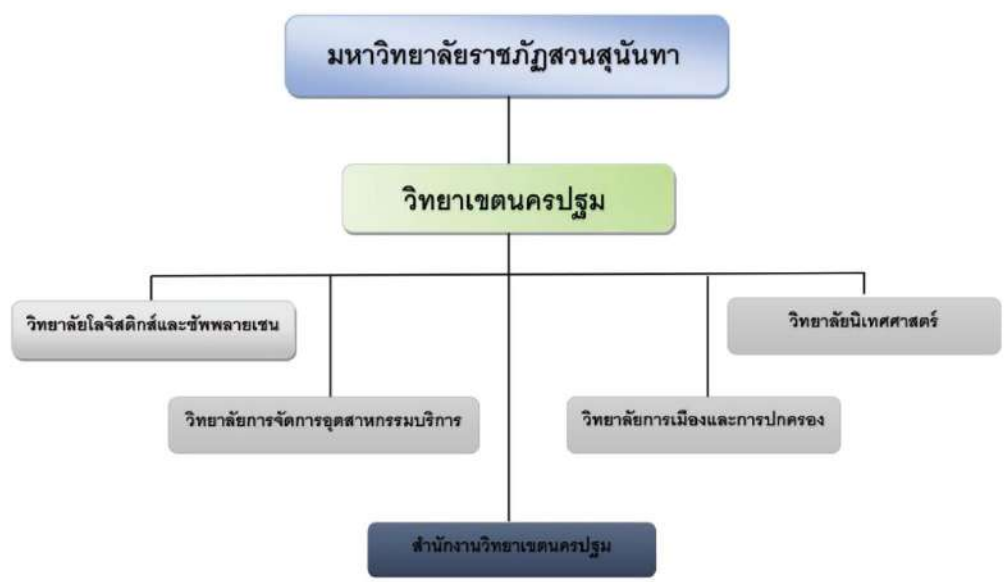 มหาวิทยาลัยราชภัฏสวนสุนันทา
วิทยาเขตนครปฐม
วิทยาลัยโลจิสติกส์และซัพพลายเชน
วิทยาลัยนิเทศศาสตร์
วิทยาลัยการจัดการอุตสาหกรรมบริการ
วิทยาลัยการเมืองและการปกครอง
สำนักงานวิทยาเขตนครปฐม